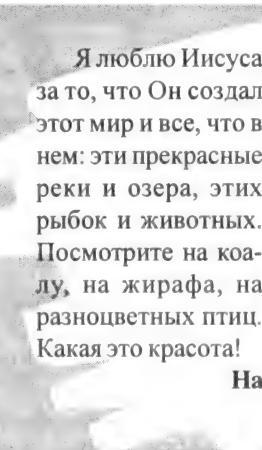 Я люблю Иисуса
за то, что Он создал
этот мир и все, что в
нем: эти прекрасные
реки и озера, этих
рыбок и животных.
Посмотрите на коа-
лу, на жирафа, на
разноцветных птиц.
Какая это красота!
На